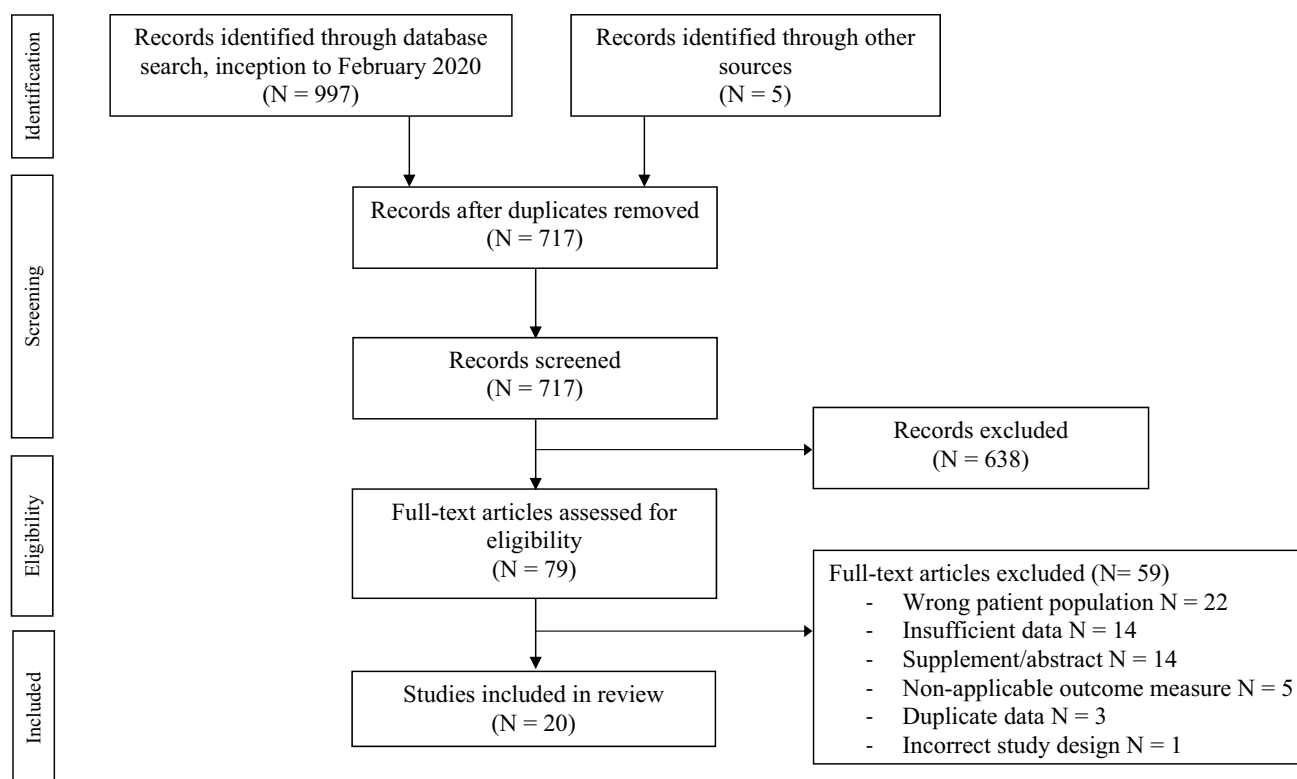 Identification
Records identified through database
search, inception to February 2020
(N = 997)
Records identified through other
sources
(N = 5)
Screening
Records after duplicates removed
(N = 717)
Records screened
(N = 717)
Records excluded
(N = 638)
Eligibility
Full-text articles assessed for
eligibility
(N = 79)
Full-text articles excluded (N= 59)
- Wrong patient population N = 22
- Insufficient data N = 14
- Supplement/abstract N = 14
- Non-applicable outcome measure N = 5
- Duplicate data N = 3
- Incorrect study design N = 1
Included
Studies included in review
(N = 20)